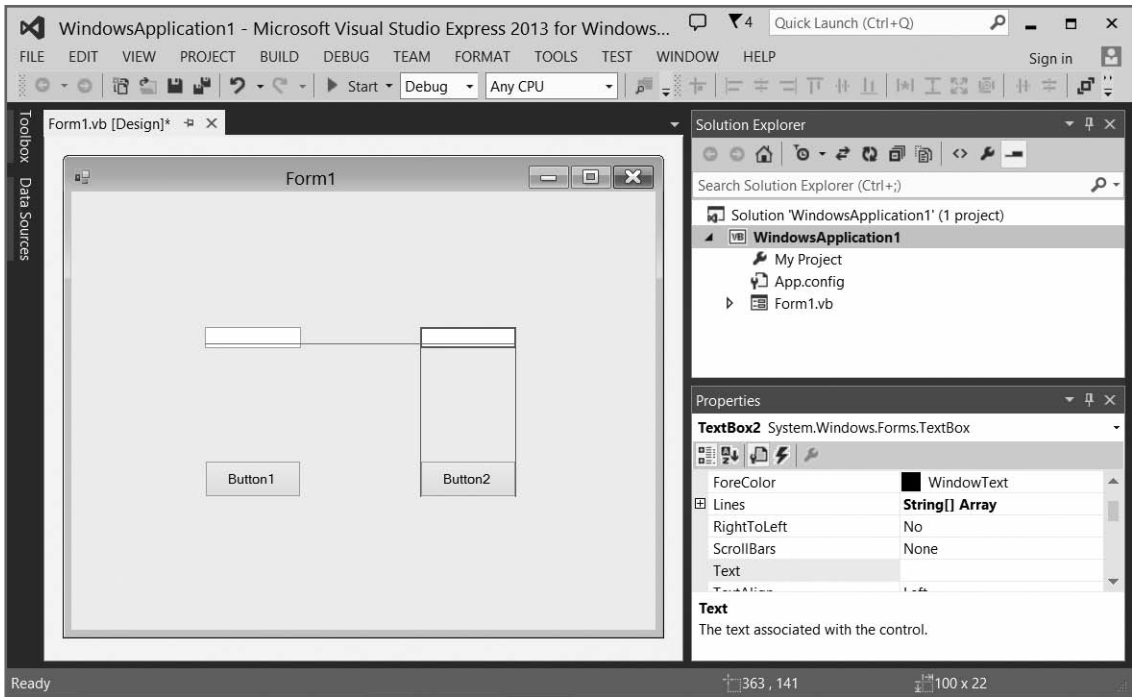 WindowsApplication1 - Microsoft Visual Studio Express 2013 for Windows...
4
Quick Launch (Ctrl+Q)
FILE EDIT VIEW PROJECT BUILD DEBUG TEAM FORMAT TOOLS TEST WINDOW HELP
Sign in
Start
Debug
Any CPU
Toolbox
Data Sources
Form1.vb [Design]*
Form1
Button1
Button2
Solution Explorer
Search Solution Explorer (Ctrl+;)
Solution 'WindowsApplication1' (1 project)
VB WindowsApplication1
My Project
App.config
Form1.vb
Properties
TextBox2 System.Windows.Forms.TextBox
ForeColor WindowText
Lines String[] Array
RightToLeft No
ScrollBars None
Text
TextAlign Left
Text
The text associated with the control.
Ready
363 , 141
100 x 22